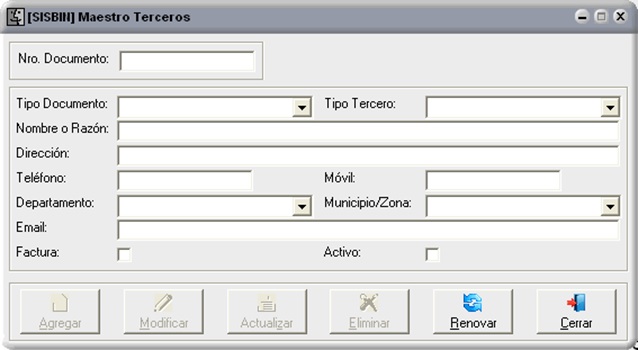 [SISBIN] Maestro Terceros
Nro. Documento:
Tipo Documento: Tipo Tercero:
Nombre o Razón:
Dirección:
Teléfono: Móvil:
Departamento: Municipio/Zona:
Email:
Factura: Activo:
Agregar Modificar Actualizar Eliminar Renovar Cerrar